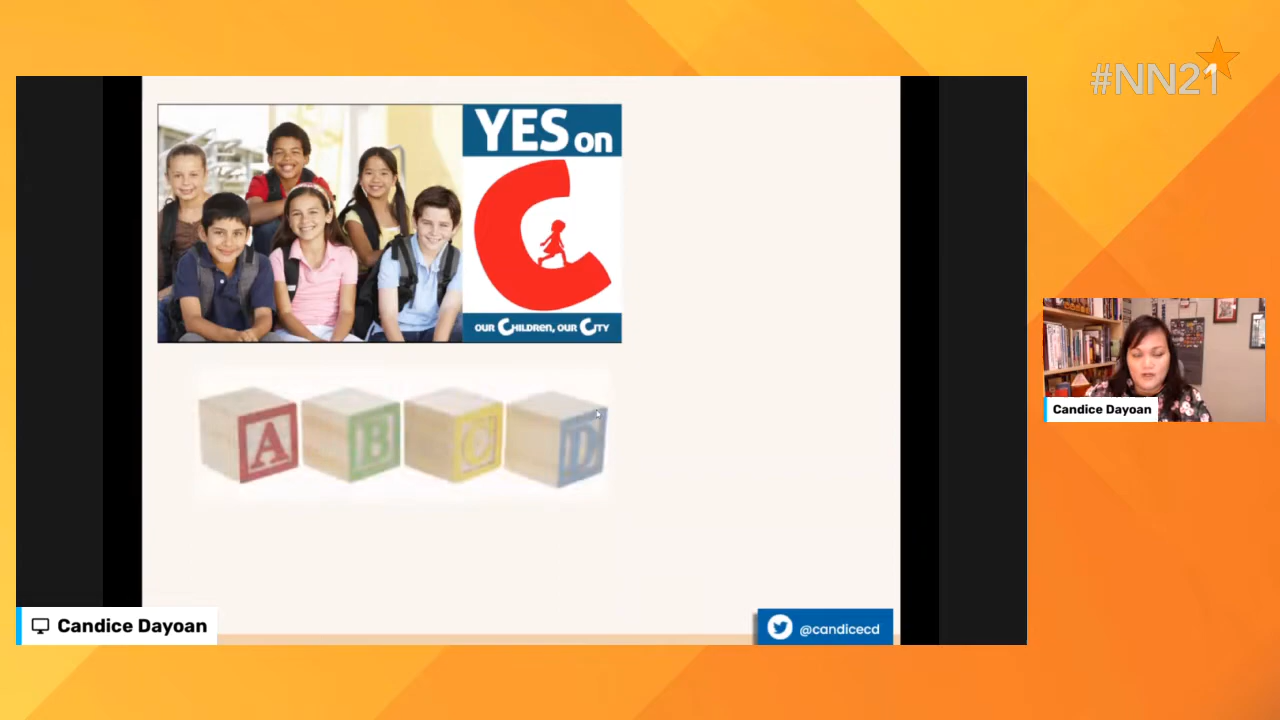 #NN21
YES on
C
OUR CHILDREN, OUR CITY
A B C D
Candice Dayoan
Candice Dayoan
@candicecd